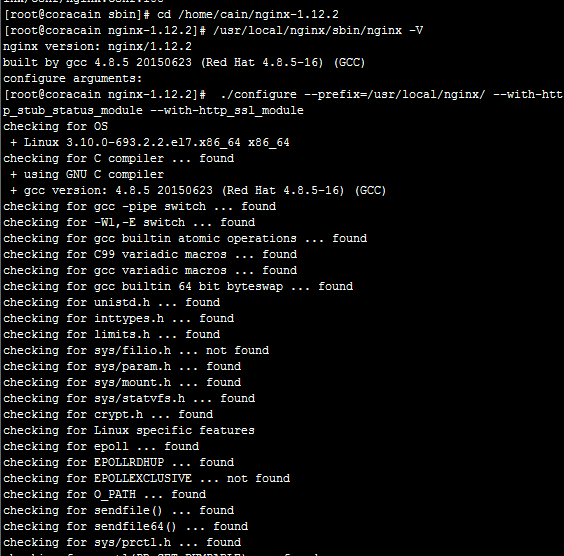 [root@coracain sbin]# cd /home/cain/nginx-1.12.2
[root@coracain nginx-1.12.2]# /usr/local/nginx/sbin/nginx -V
nginx version: nginx/1.12.2
built by gcc 4.8.5 20150623 (Red Hat 4.8.5-16) (GCC)
configure arguments:
[root@coracain nginx-1.12.2]#  ./configure --prefix=/usr/local/nginx/ --with-htt
p_stub_status_module --with-http_ssl_module
checking for OS
 + Linux 3.10.0-693.2.2.el7.x86_64 x86_64
checking for C compiler ... found
 + using GNU C compiler
 + gcc version: 4.8.5 20150623 (Red Hat 4.8.5-16) (GCC)
checking for gcc -pipe switch ... found
checking for -Wl,-E switch ... found
checking for gcc builtin atomic operations ... found
checking for C99 variadic macros ... found
checking for gcc variadic macros ... found
checking for gcc builtin 64 bit byteswap ... found
checking for unistd.h ... found
checking for inttypes.h ... found
checking for limits.h ... found
checking for sys/filio.h ... not found
checking for sys/param.h ... found
checking for sys/mount.h ... found
checking for sys/statvfs.h ... found
checking for crypt.h ... found
checking for Linux specific features
checking for epoll ... found
checking for EPOLLRDHUP ... found
checking for EPOLLEXCLUSIVE ... not found
checking for O_PATH ... found
checking for sendfile() ... found
checking for sendfile64() ... found
checking for sys/prctl.h ... found